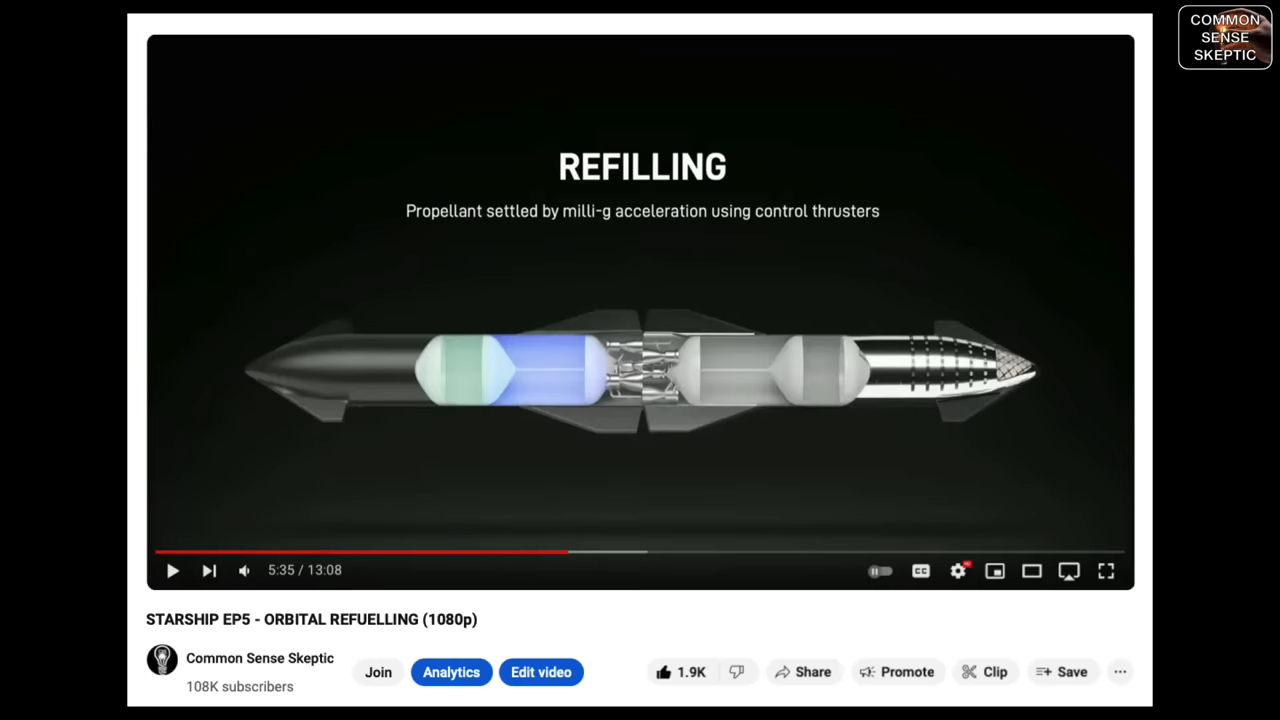 COMMON
SENSE
SKEPTIC
REFILLING
Propellant settled by milli-g acceleration using control thrusters
5:35 / 13:08
CC
STARSHIP EP5 - ORBITAL REFUELLING (1080p)
Common Sense Skeptic
108K subscribers
Join
Analytics
Edit video
1.9K
Share
Promote
Clip
Save